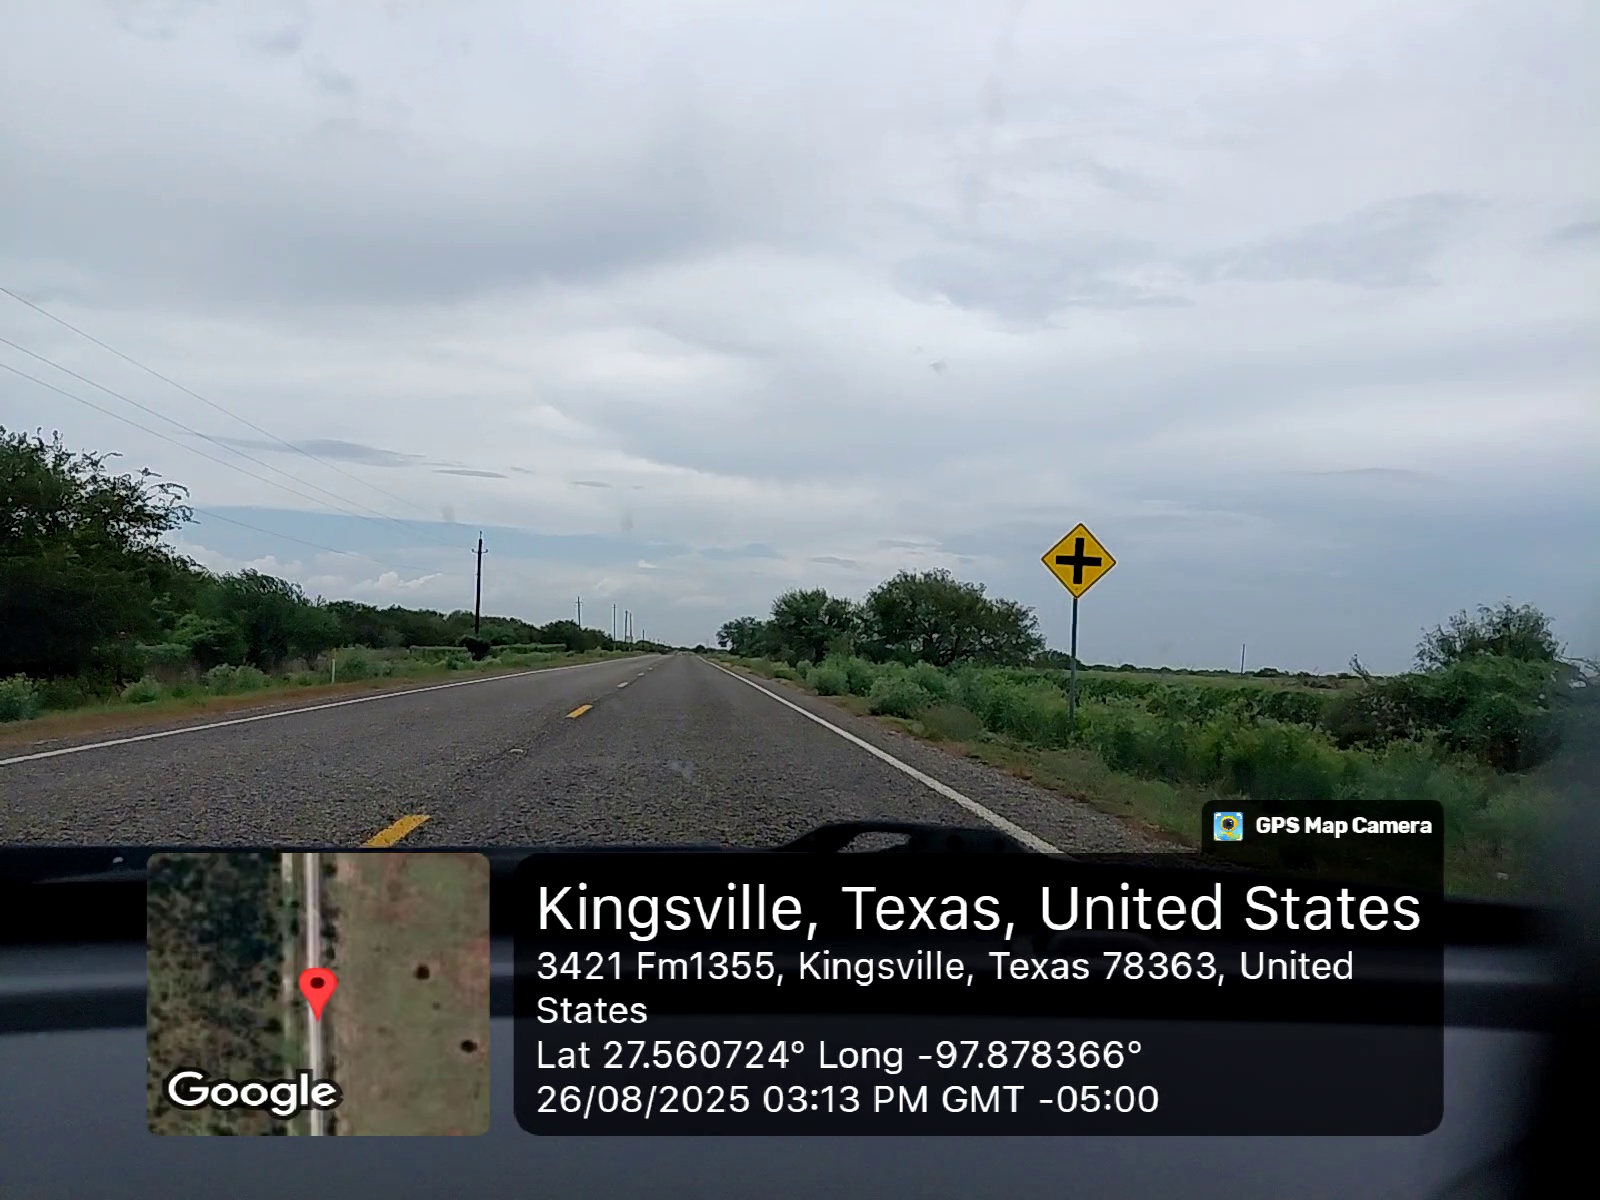 GPS Map Camera
Kingsville, Texas, United States
3421 Fm1355, Kingsville, Texas 78363, United
States
Lat 27.560724° Long -97.878366°
26/08/2025 03:13 PM GMT -05:00
Google